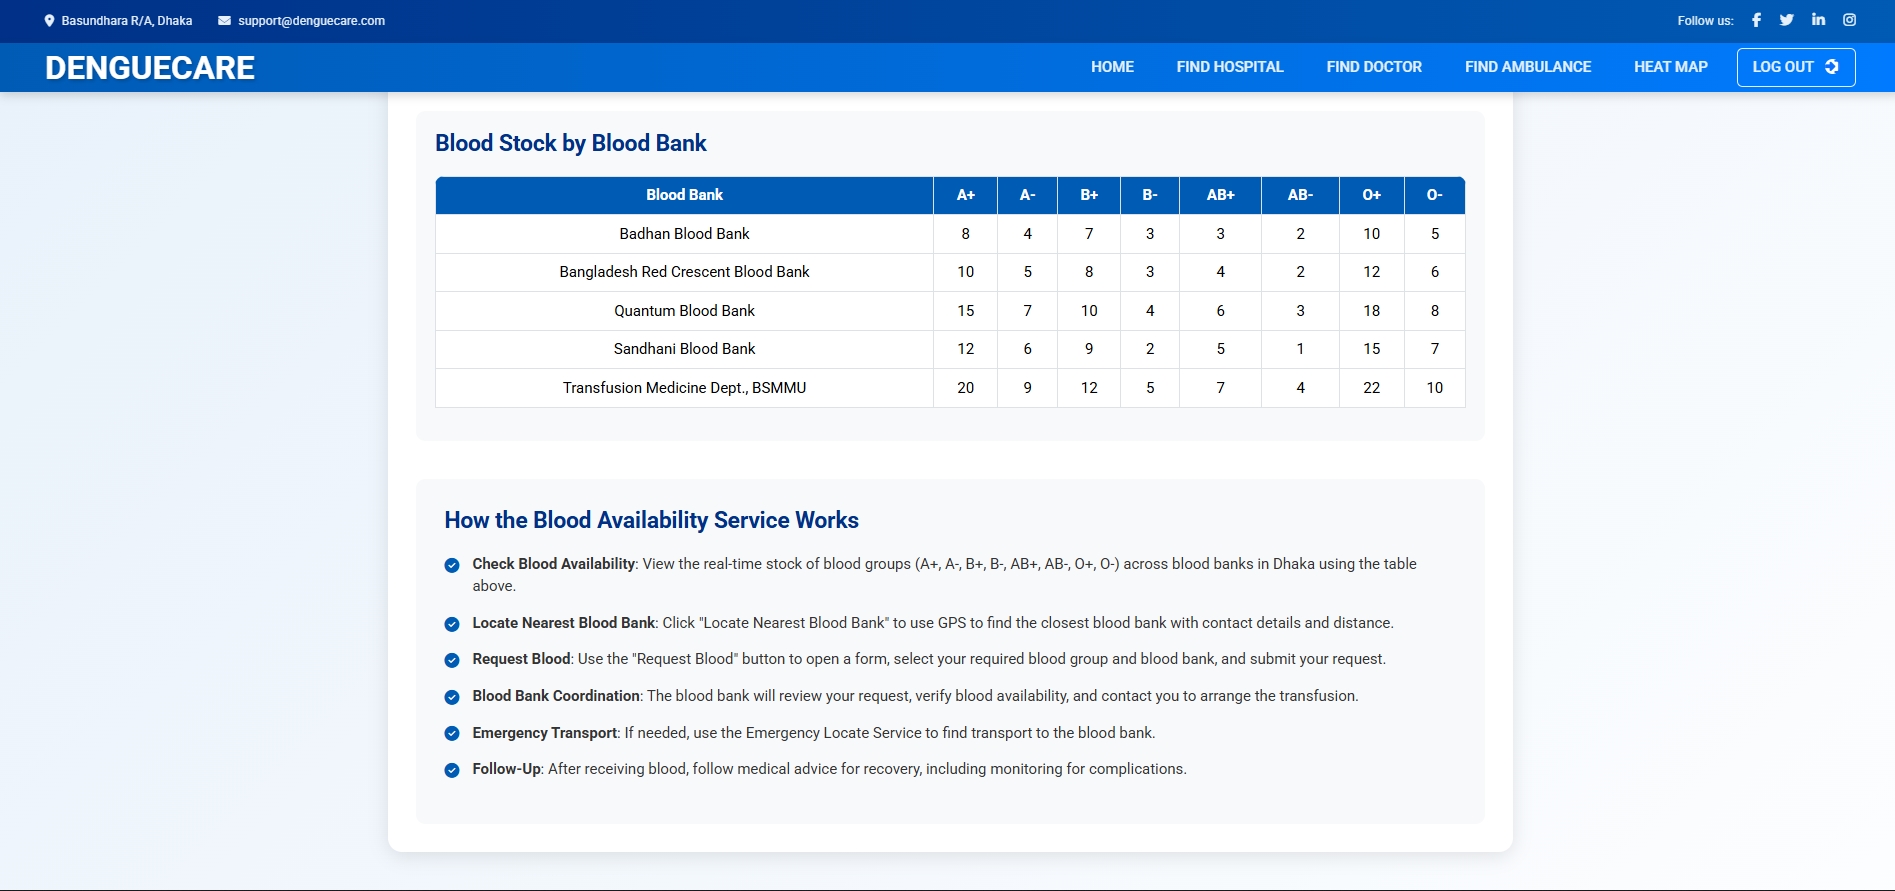 Basundhara R/A, Dhaka support@denguecare.com Follow us:
DENGUECARE HOME FIND HOSPITAL FIND DOCTOR FIND AMBULANCE HEAT MAP LOG OUT
Blood Stock by Blood Bank
Blood Bank A+ A- B+ B- AB+ AB- O+ O-
Badhan Blood Bank 8 4 7 3 3 2 10 5
Bangladesh Red Crescent Blood Bank 10 5 8 3 4 2 12 6
Quantum Blood Bank 15 7 10 4 6 3 18 8
Sandhani Blood Bank 12 6 9 2 5 1 15 7
Transfusion Medicine Dept., BSMMU 20 9 12 5 7 4 22 10
How the Blood Availability Service Works
Check Blood Availability: View the real-time stock of blood groups (A+, A-, B+, B-, AB+, AB-, O+, O-) across blood banks in Dhaka using the table
above.
Locate Nearest Blood Bank: Click "Locate Nearest Blood Bank" to use GPS to find the closest blood bank with contact details and distance.
Request Blood: Use the "Request Blood" button to open a form, select your required blood group and blood bank, and submit your request.
Blood Bank Coordination: The blood bank will review your request, verify blood availability, and contact you to arrange the transfusion.
Emergency Transport: If needed, use the Emergency Locate Service to find transport to the blood bank.
Follow-Up: After receiving blood, follow medical advice for recovery, including monitoring for complications.